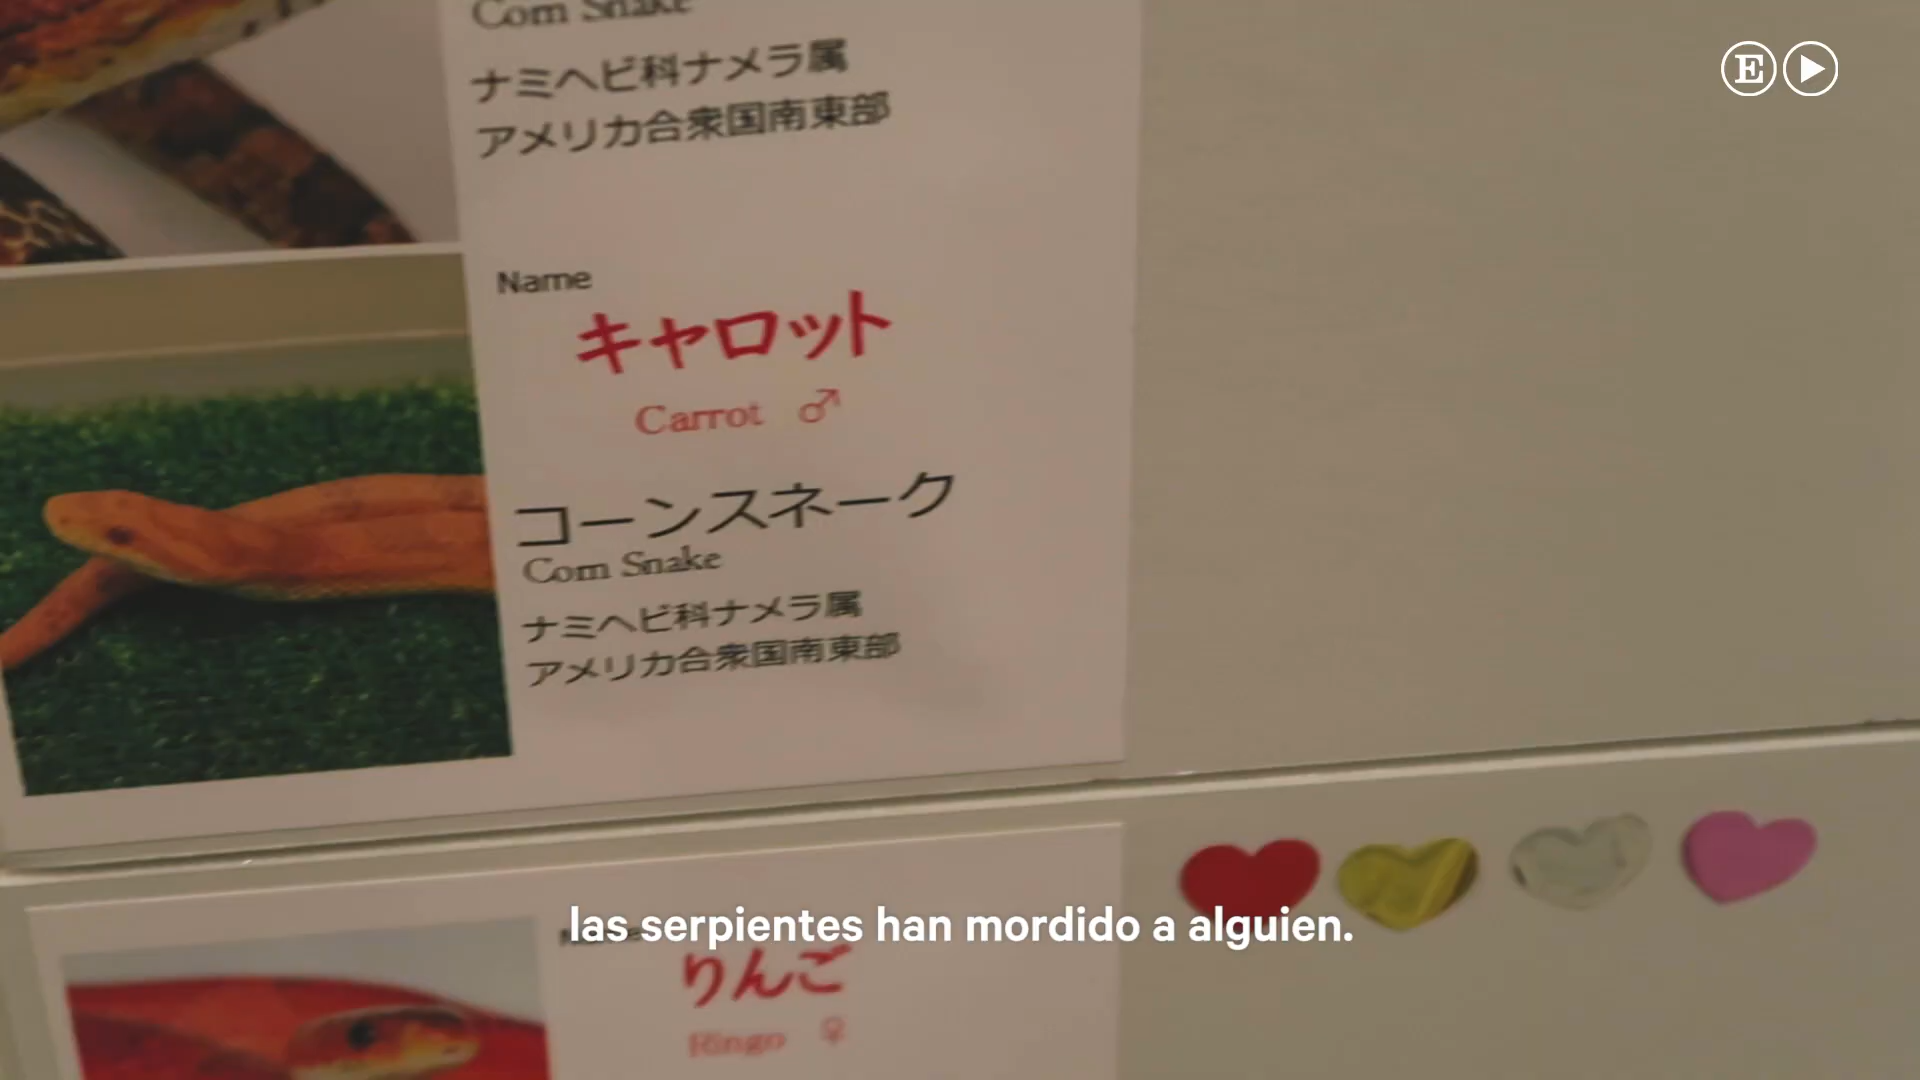 Corn Snake
ナミヘビ科ナメラ属
アメリカ合衆国南東部
Name
キャロット
Carrot ♂
コーンスネーク
Corn Snake
ナミヘビ科ナメラ属
アメリカ合衆国南東部
las serpientes han mordido a alguien.
りんご
Ringo ♀
E